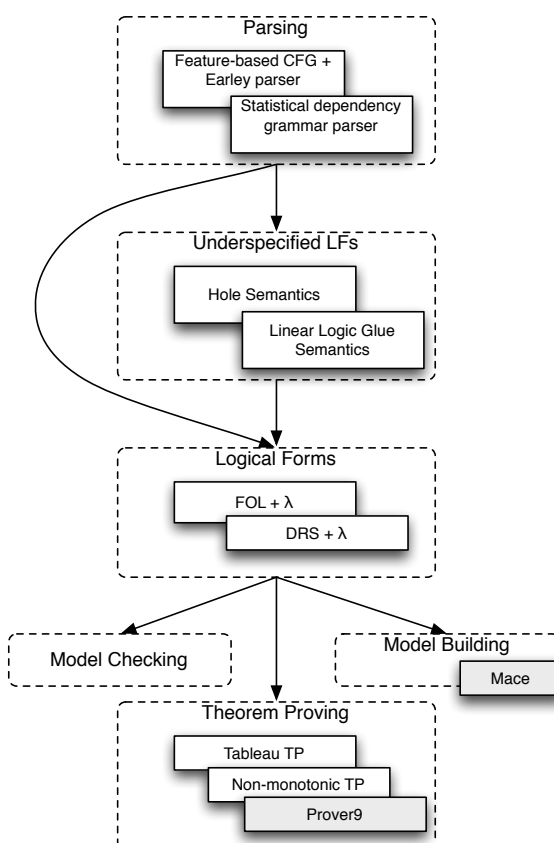 Parsing
Feature-based CFG +
Earley parser
Statistical dependency
grammar parser
Underspecified LFs
Hole Semantics
Linear Logic Glue
Semantics
Logical Forms
FOL + λ
DRS + λ
Model Checking
Model Building
Mace
Theorem Proving
Tableau TP
Non-monotonic TP
Prover9